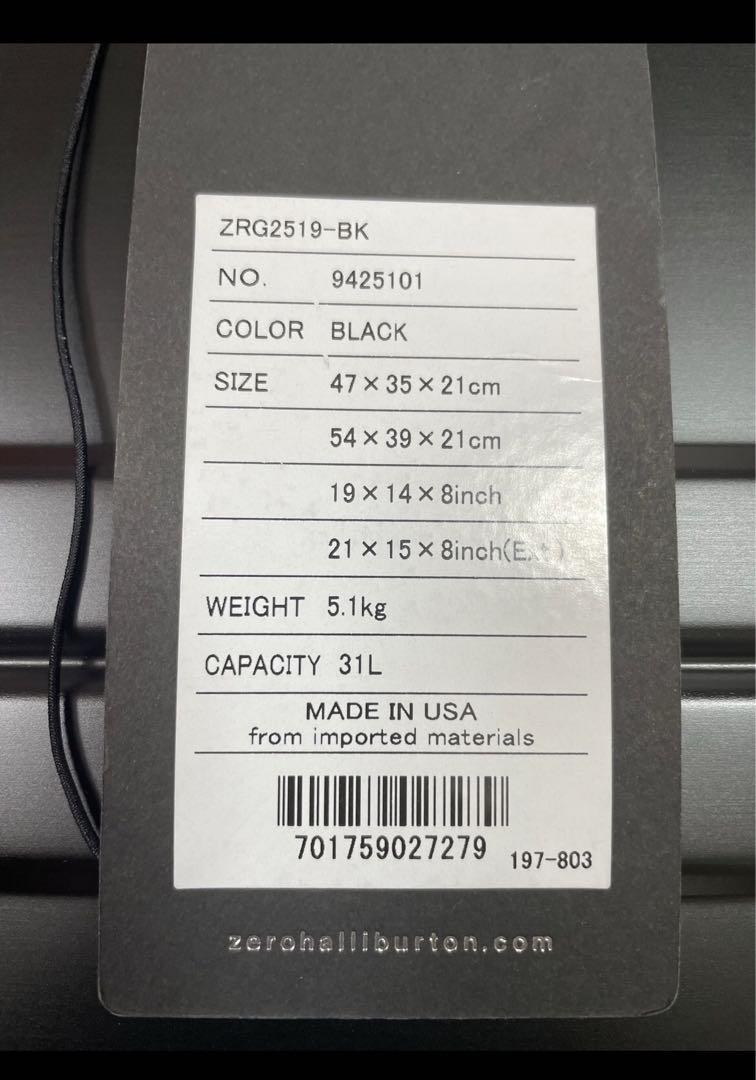 ZRG2519-BK
NO. 9425101
COLOR BLACK
SIZE 47×35×21cm
54×39×21cm
19×14×8inch
21×15×8inch(Ext)
WEIGHT 5.1kg
CAPACITY 31L
MADE IN USA
from imported materials
701759027279 197-803
zerohalliburton.com